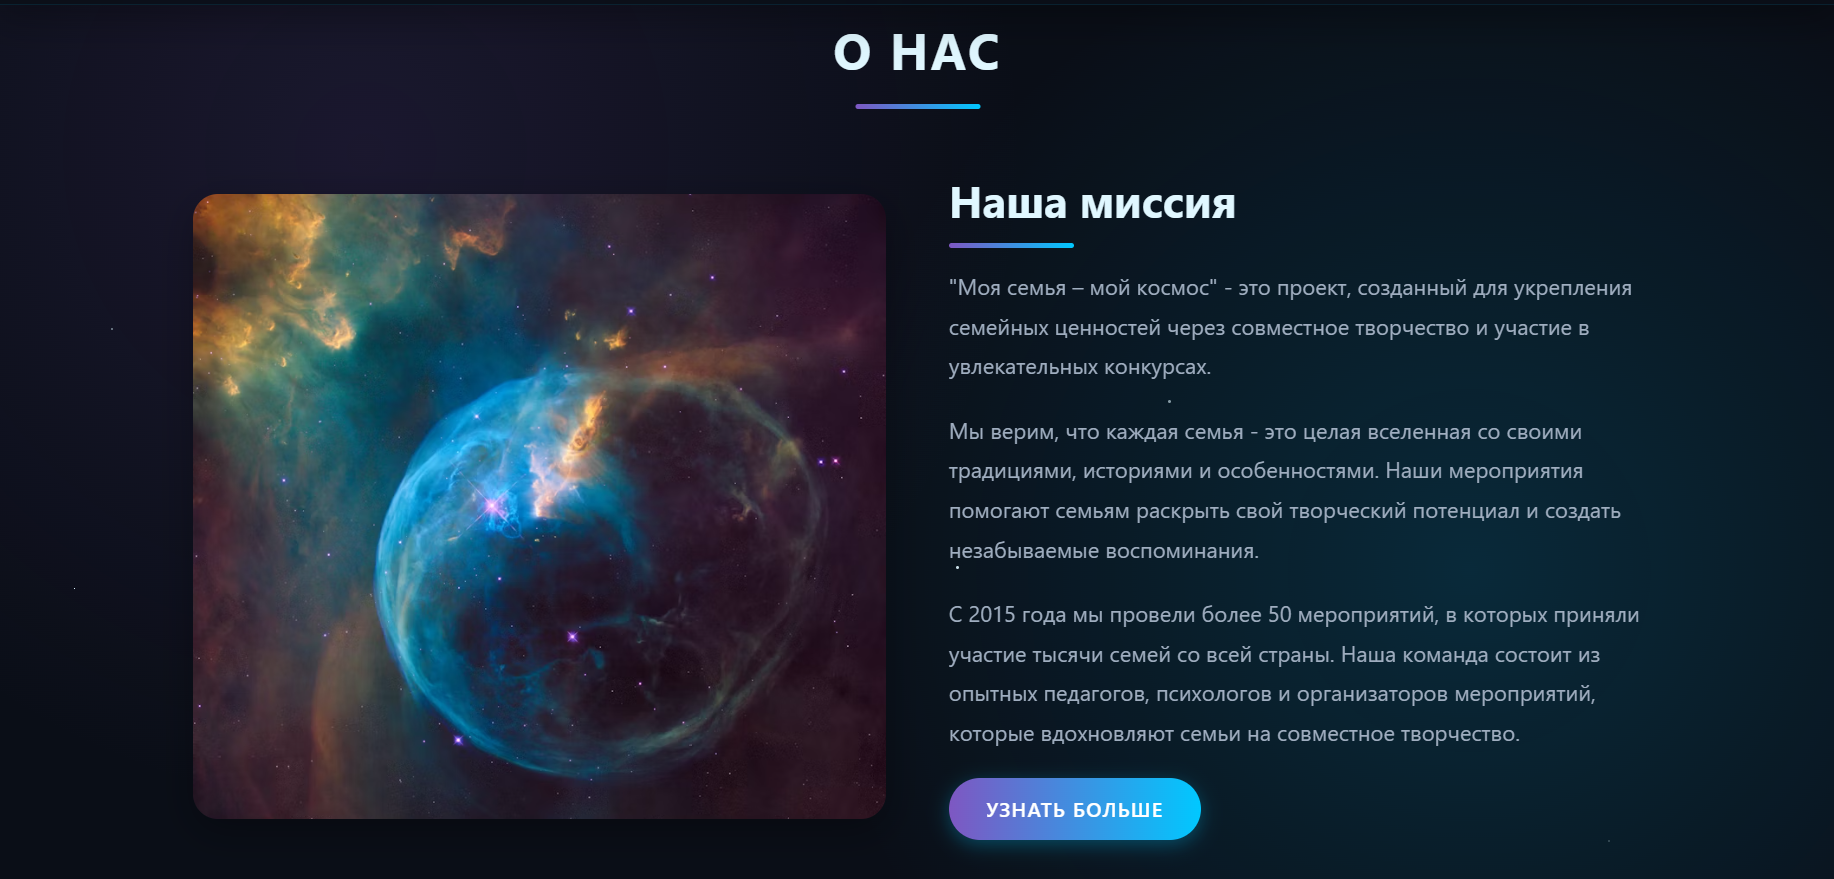 О НАС
Наша миссия
"Моя семья – мой космос" - это проект, созданный для укрепления
семейных ценностей через совместное творчество и участие в
увлекательных конкурсах.
Мы верим, что каждая семья - это целая вселенная со своими
традициями, историями и особенностями. Наши мероприятия
помогают семьям раскрыть свой творческий потенциал и создать
незабываемые воспоминания.
С 2015 года мы провели более 50 мероприятий, в которых приняли
участие тысячи семей со всей страны. Наша команда состоит из
опытных педагогов, психологов и организаторов мероприятий,
которые вдохновляют семьи на совместное творчество.
УЗНАТЬ БОЛЬШЕ